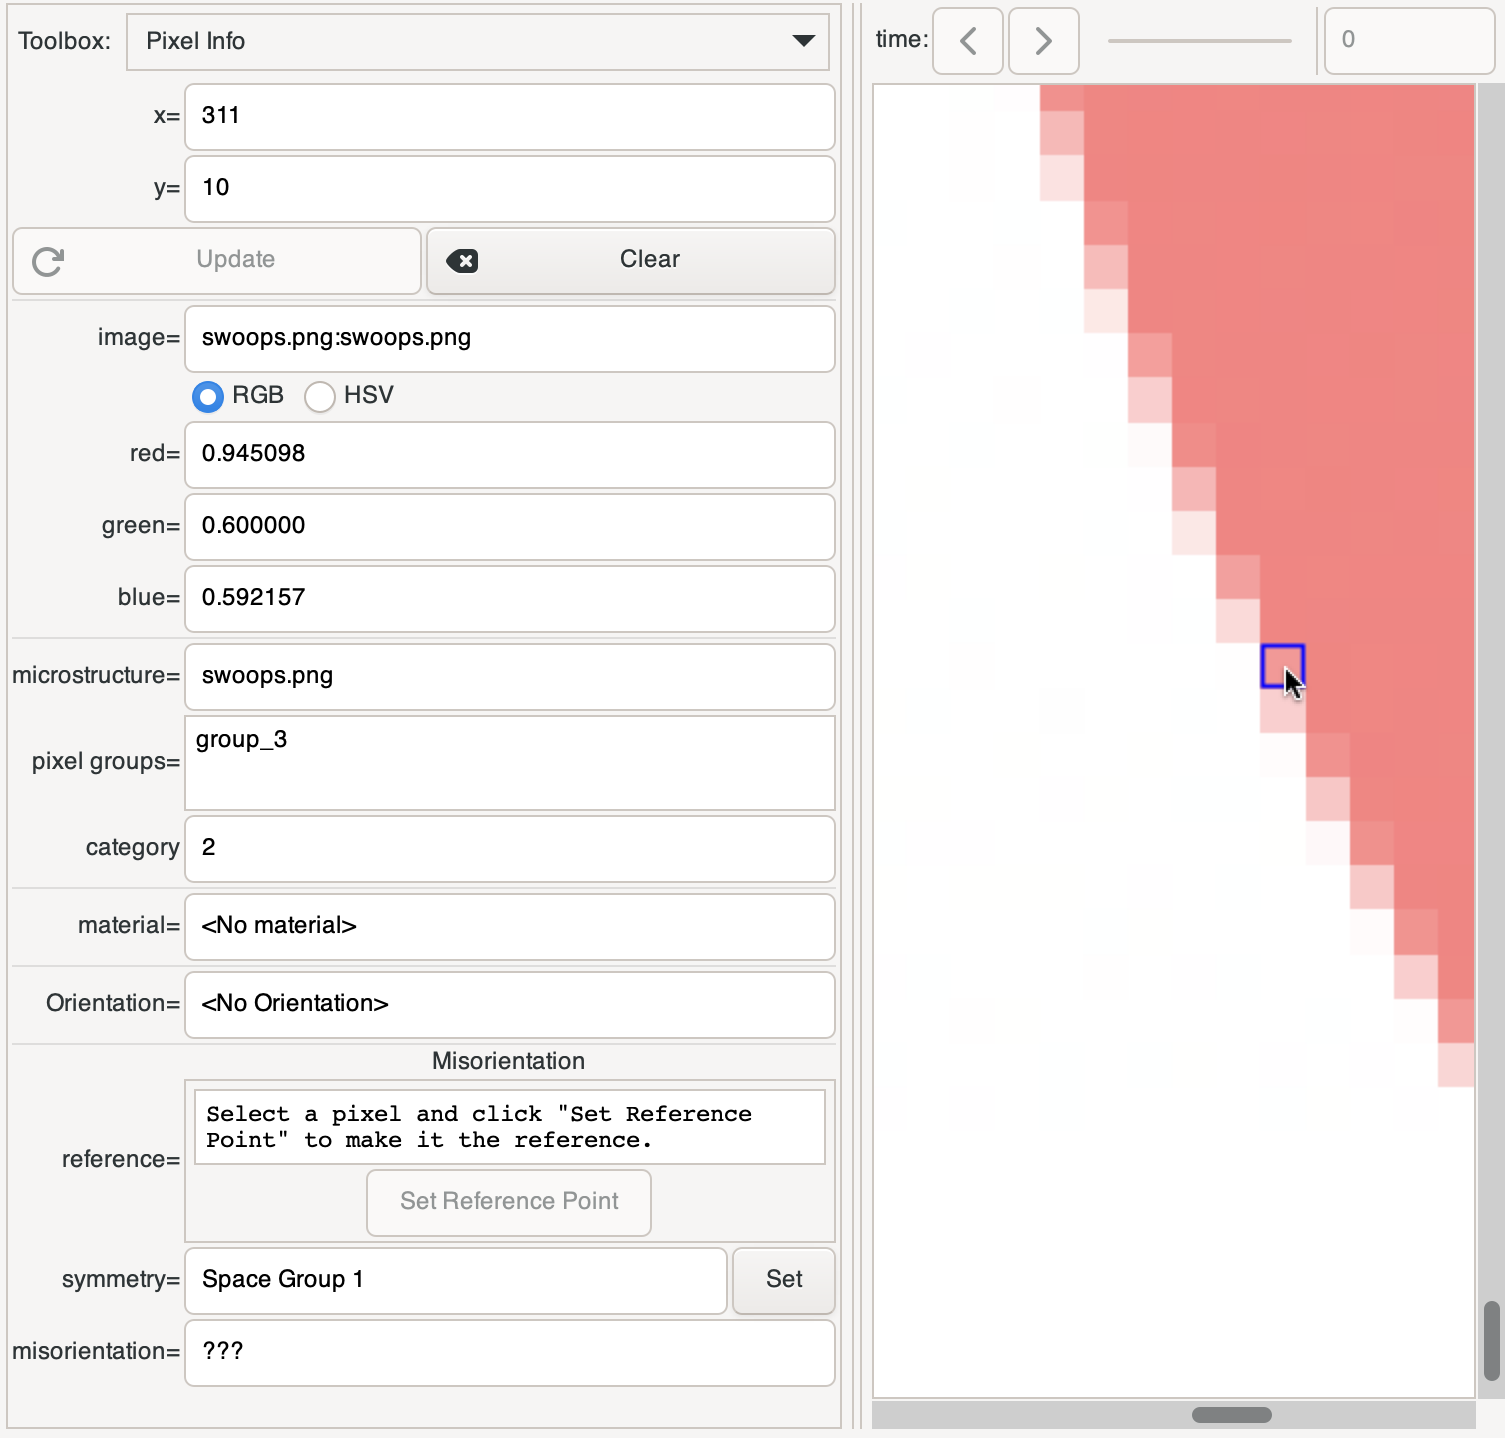 Toolbox: Pixel Info
time: 0
x= 311
y= 10
Update Clear
image= swoops.png:swoops.png
RGB HSV
red= 0.945098
green= 0.600000
blue= 0.592157
microstructure= swoops.png
pixel groups= group_3
category 2
material= <No material>
Orientation= <No Orientation>
Misorientation
reference= Select a pixel and click "Set Reference
Point" to make it the reference.
Set Reference Point
symmetry= Space Group 1 Set
misorientation= ???